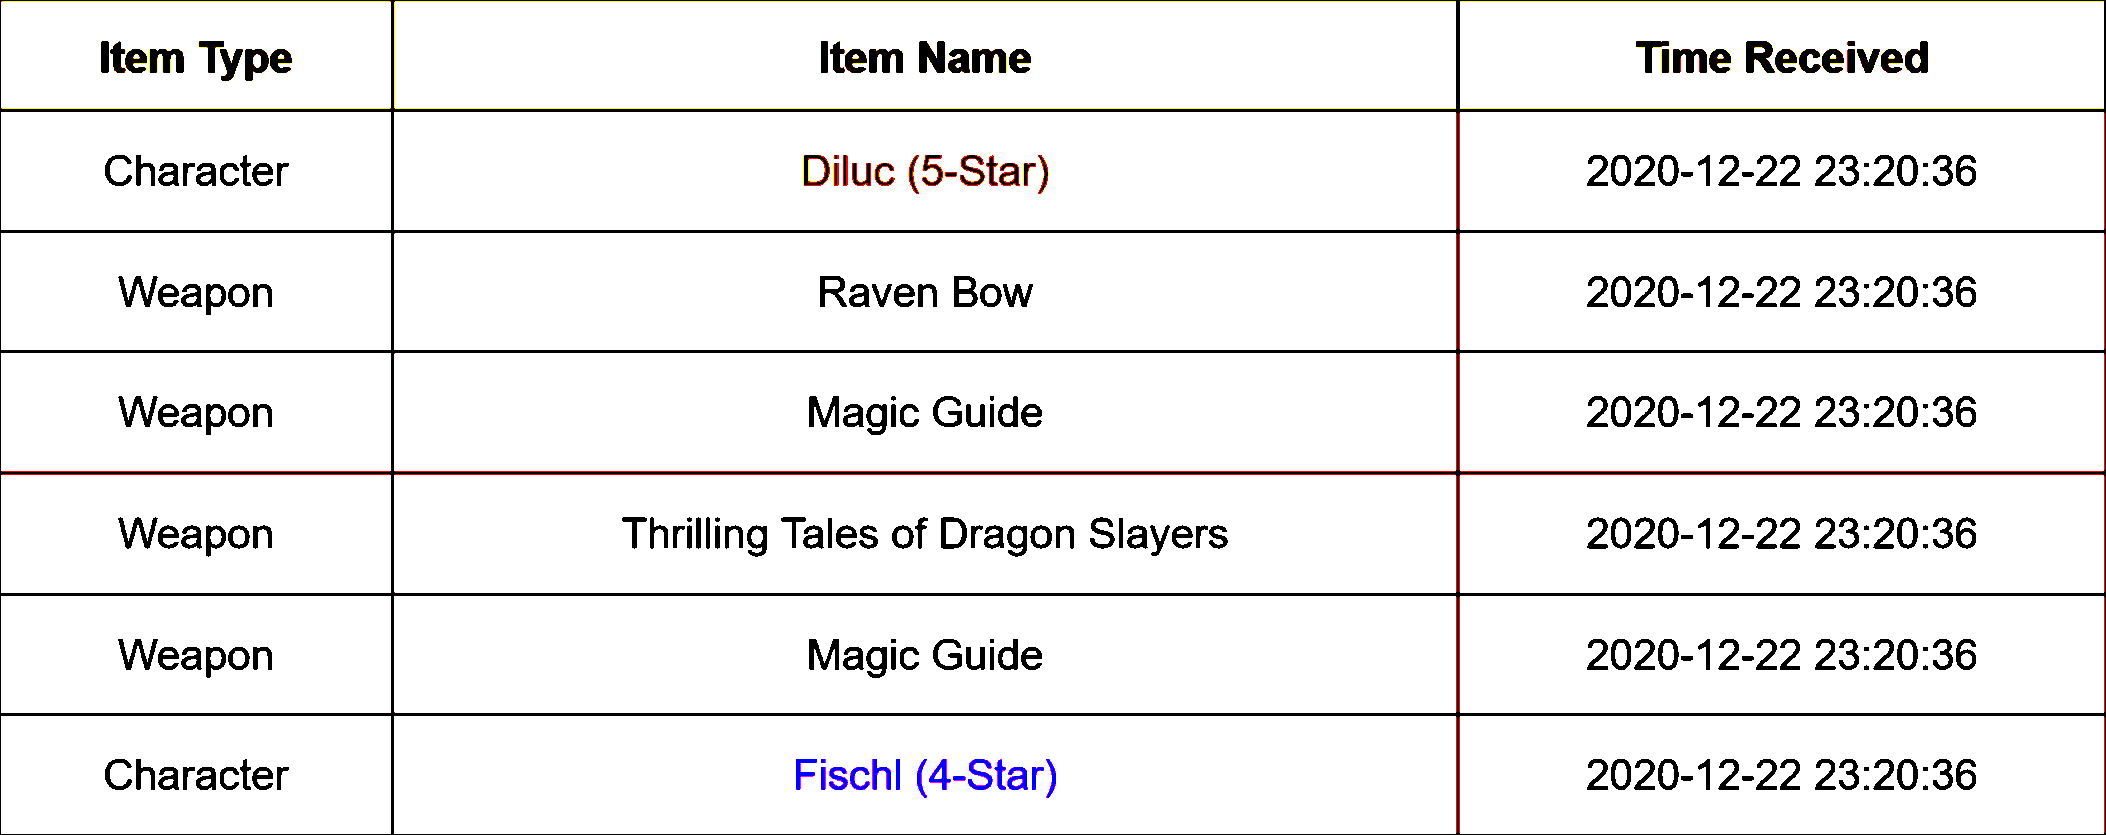 Item Type Item Name Time Received
Character Diluc (5-Star) 2020-12-22 23:20:36
Weapon Raven Bow 2020-12-22 23:20:36
Weapon Magic Guide 2020-12-22 23:20:36
Weapon Thrilling Tales of Dragon Slayers 2020-12-22 23:20:36
Weapon Magic Guide 2020-12-22 23:20:36
Character Fischl (4-Star) 2020-12-22 23:20:36